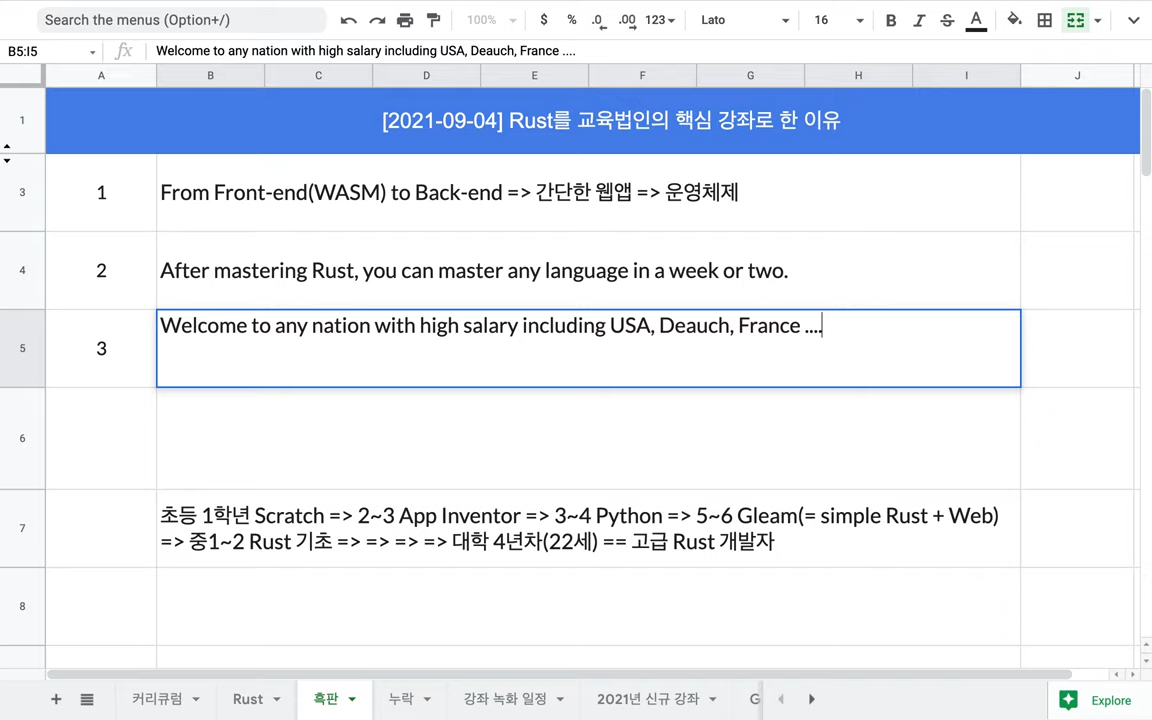 Search the menus (Option+/) 100% $ % .0 .00 123 Lato 16 B I S A
B5:I5 fx Welcome to any nation with high salary including USA, Deauch, France ....
A B C D E F G H I J
1 [2021-09-04] Rust를 교육법인의 핵심 강좌로 한 이유
3 1 From Front-end(WASM) to Back-end => 간단한 웹앱 => 운영체제
4 2 After mastering Rust, you can master any language in a week or two.
5 3 Welcome to any nation with high salary including USA, Deauch, France ....
6
7 초등 1학년 Scratch => 2~3 App Inventor => 3~4 Python => 5~6 Gleam(= simple Rust + Web)
=> 중1~2 Rust 기초 => => => => 대학 4년차(22세) == 고급 Rust 개발자
8
+ 커리큐럼 Rust 흑판 누락 강좌 녹화 일정 2021년 신규 강좌 G Explore